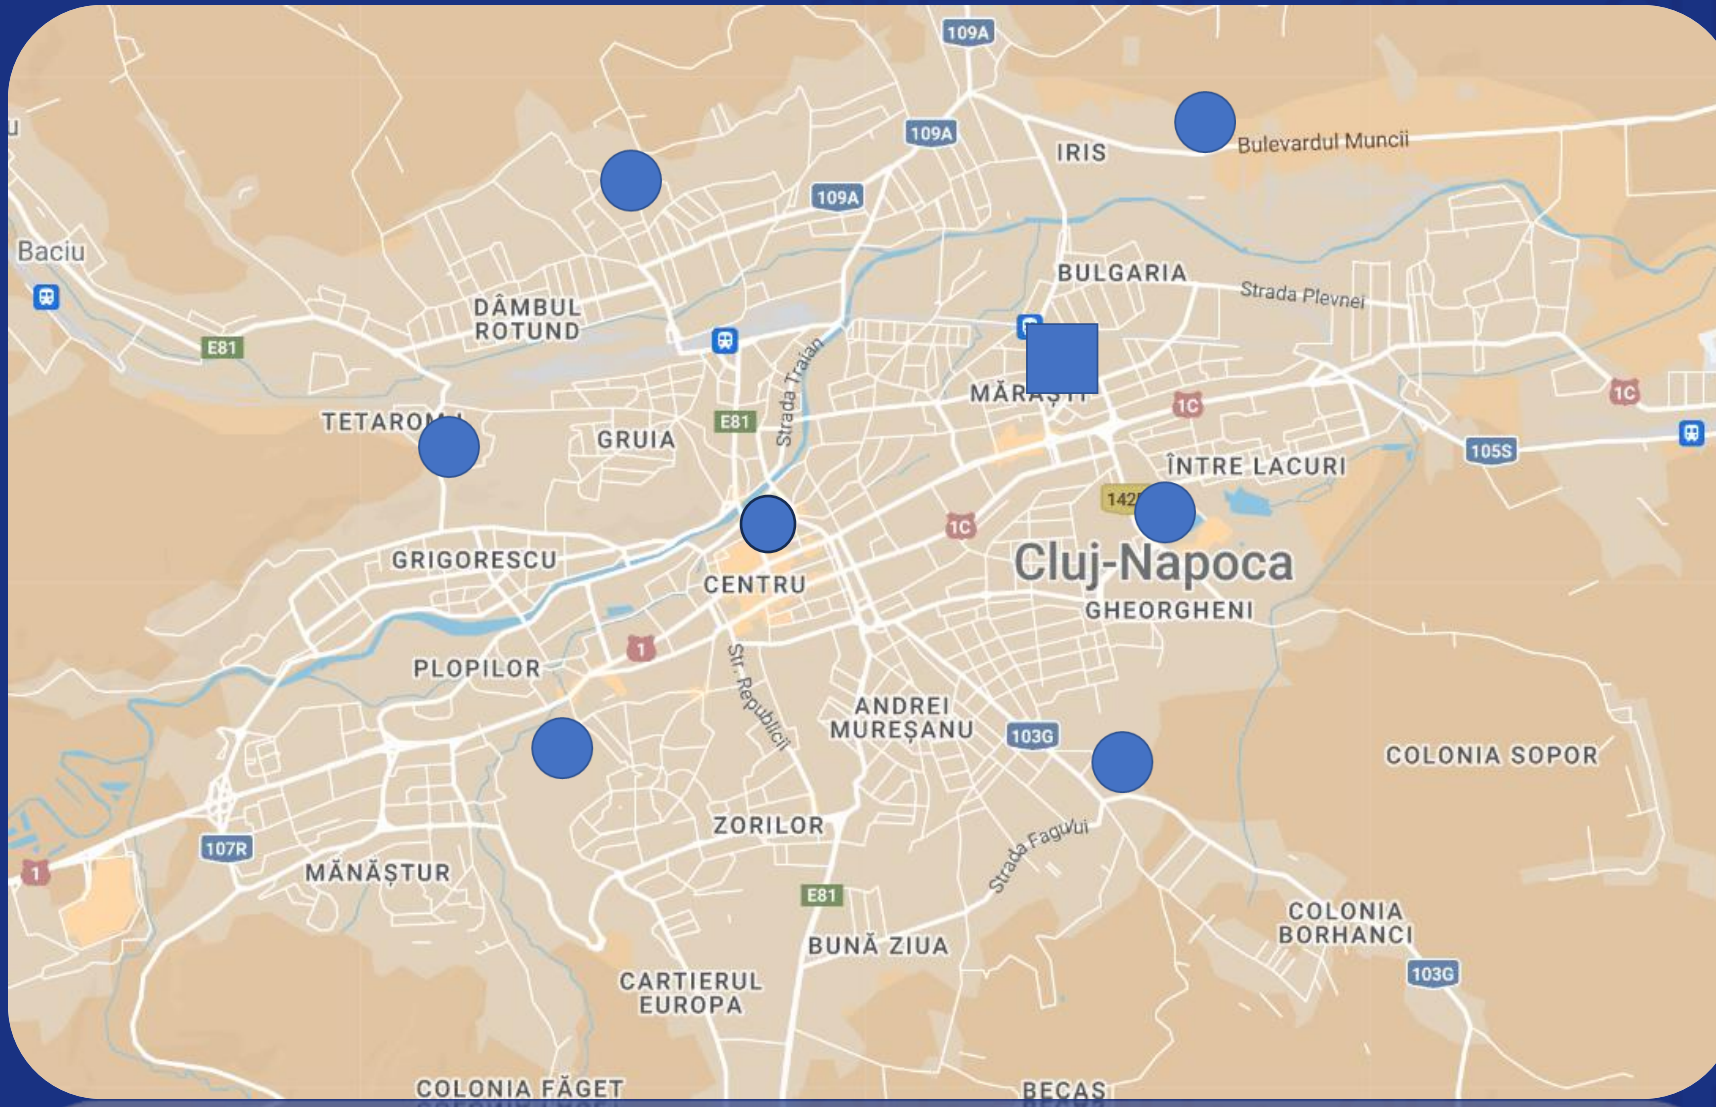 109A
109A
IRIS
Bulevardul Muncii
109A
Baciu
BULGARIA
Strada Plevnei
DÂMBUL
ROTUND
E81
Strada Traian
MĂRĂȘTI
1C
1C
TETAROM
E81
GRUIA
105S
ÎNTRE LACURI
1C
GRIGORESCU
Cluj-Napoca
CENTRU
GHEORGHENI
1
PLOPILOR
Str. Republicii
ANDREI
MUREȘANU
103G
COLONIA SOPOR
ZORILOR
Strada Fagului
107R
1
MĂNĂȘTUR
E81
COLONIA
BORHANCI
BUNĂ ZIUA
103G
CARTIERUL
EUROPA
COLONIA FĂGET
BECAȘ